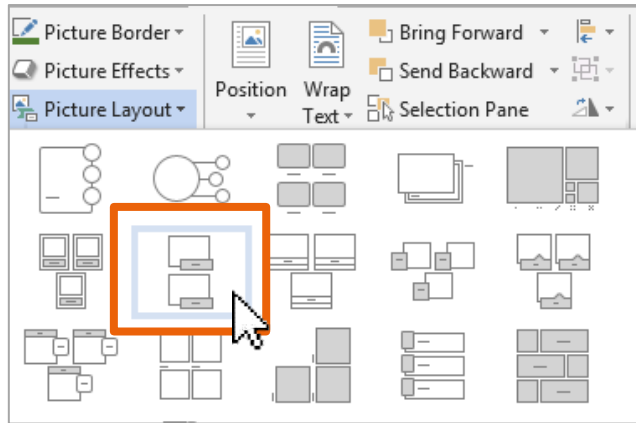 Picture Border
Picture Effects
Picture Layout
Position
Wrap
Text
Bring Forward
Send Backward
Selection Pane